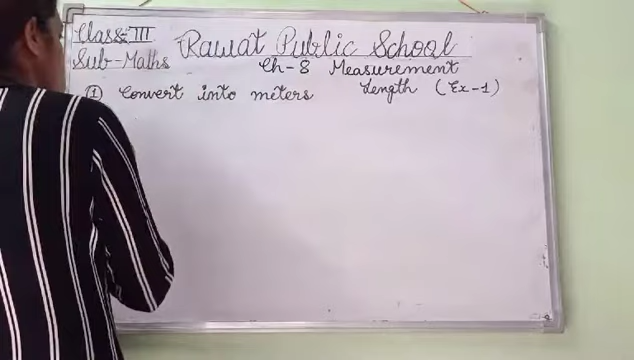 Class:- III
Rawat Public School
Sub-Maths
Ch-8 Measurement
① Convert into meters
Length (Ex-1)